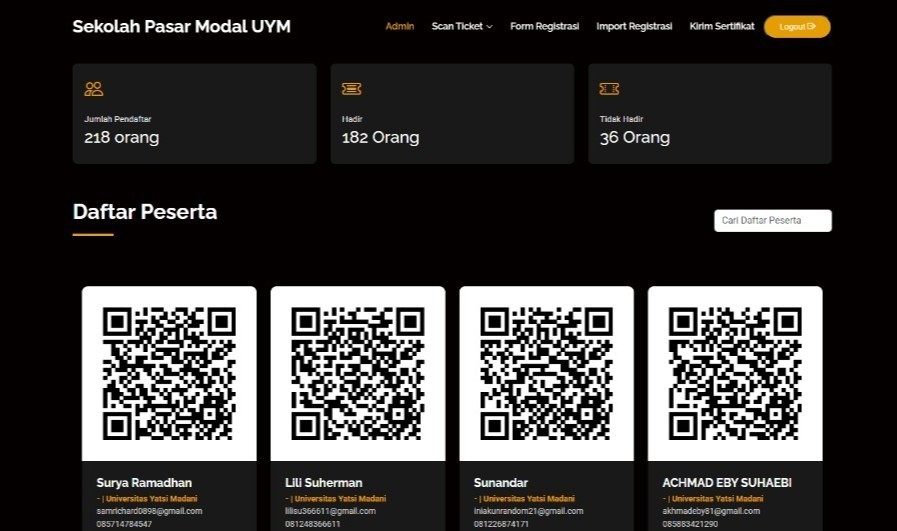 Sekolah Pasar Modal UYM
Admin Scan Ticket Form Registrasi Import Registrasi Kirim Sertifikat Logout
Jumlah Pendaftar
218 orang
Hadir
182 Orang
Tidak Hadir
36 Orang
Daftar Peserta
Cari Daftar Peserta
Surya Ramadhan
- | Universitas Yatsi Madani
samrichard0898@gmail.com
085714784547
Lili Suherman
- | Universitas Yatsi Madani
lilisu366611@gmail.com
081248366611
Sunandar
- | Universitas Yatsi Madani
iniakunrandom21@gmail.com
081226874171
ACHMAD EBY SUHAEBI
- | Universitas Yatsi Madani
akhmadeby81@gmail.com
085883421290